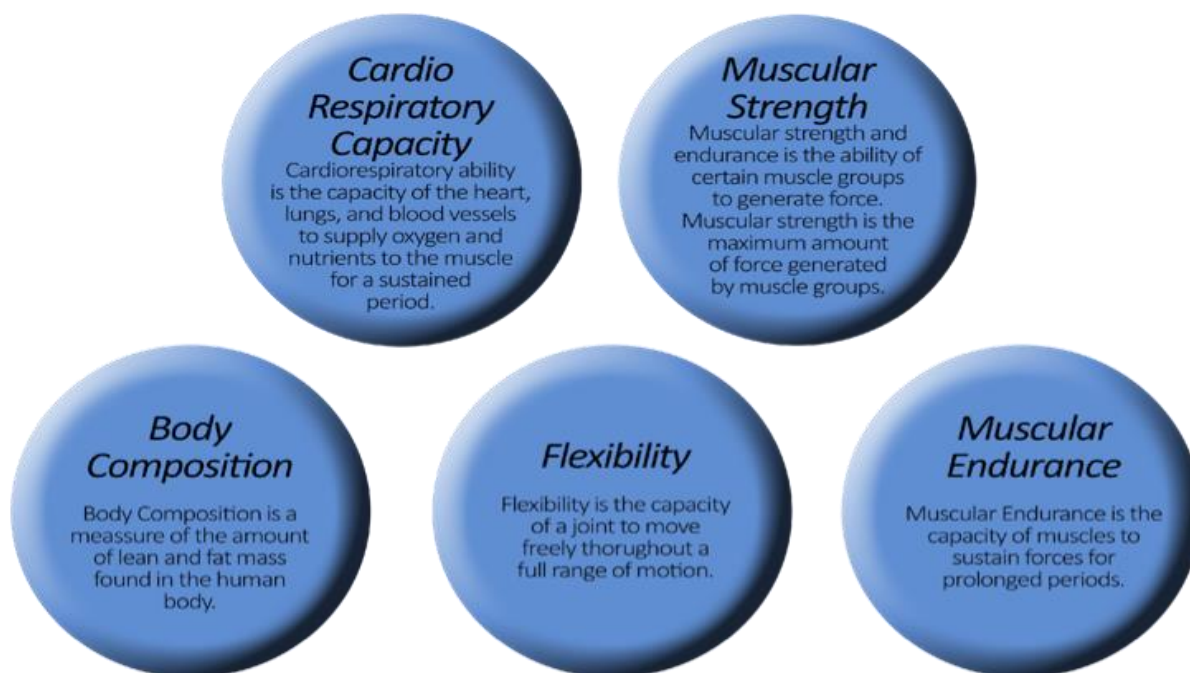 Cardio
Respiratory
Capacity
Cardiorespiratory ability
is the capacity of the heart,
lungs, and blood vessels
to supply oxygen and
nutrients to the muscle
for a sustained
period.
Muscular
Strength
Muscular strength and
endurance is the ability of
certain muscle groups
to generate force.
Muscular strength is the
maximum amount
of force generated
by muscle groups.
Body
Composition
Body Composition is a
meassure of the amount
of lean and fat mass
found in the human
body.
Flexibility
Flexibility is the capacity
of a joint to move
freely thorughout a
full range of motion.
Muscular
Endurance
Muscular Endurance is the
capacity of muscles to
sustain forces for
prolonged periods.